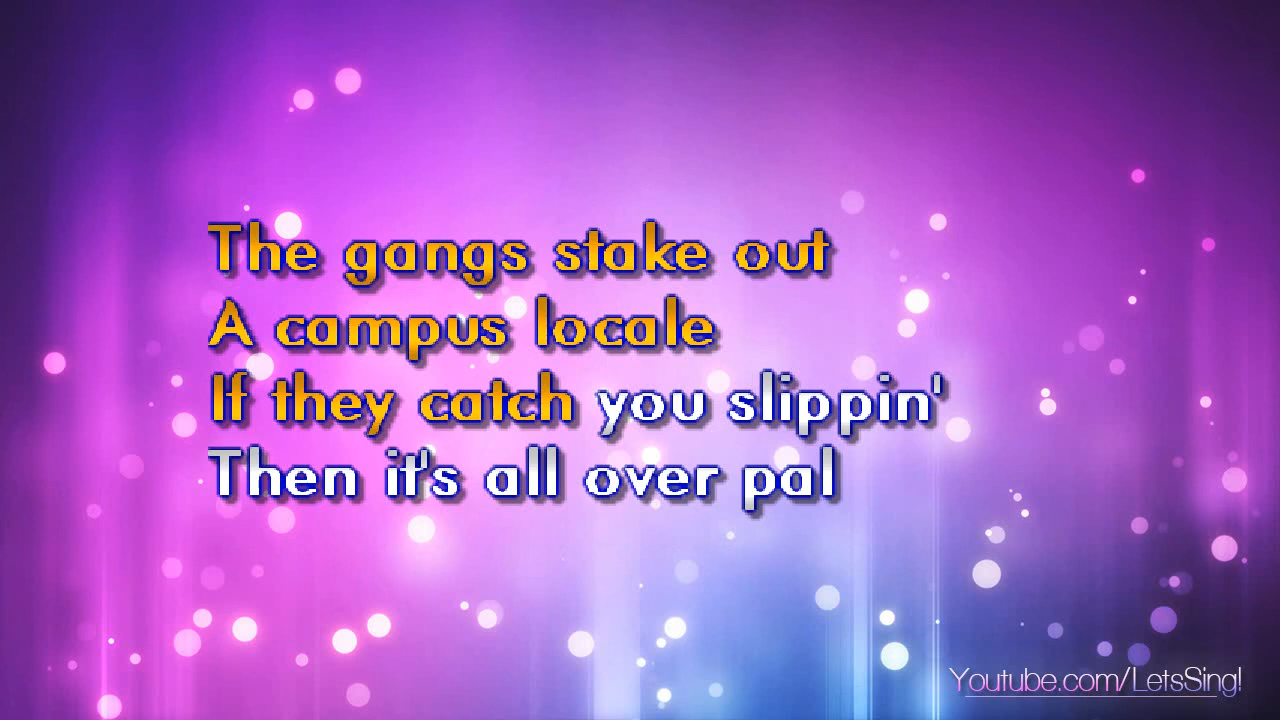 The gangs stake out
A campus locale
If they catch you slippin'
Then it's all over pal
Youtube.com/LetsSing!